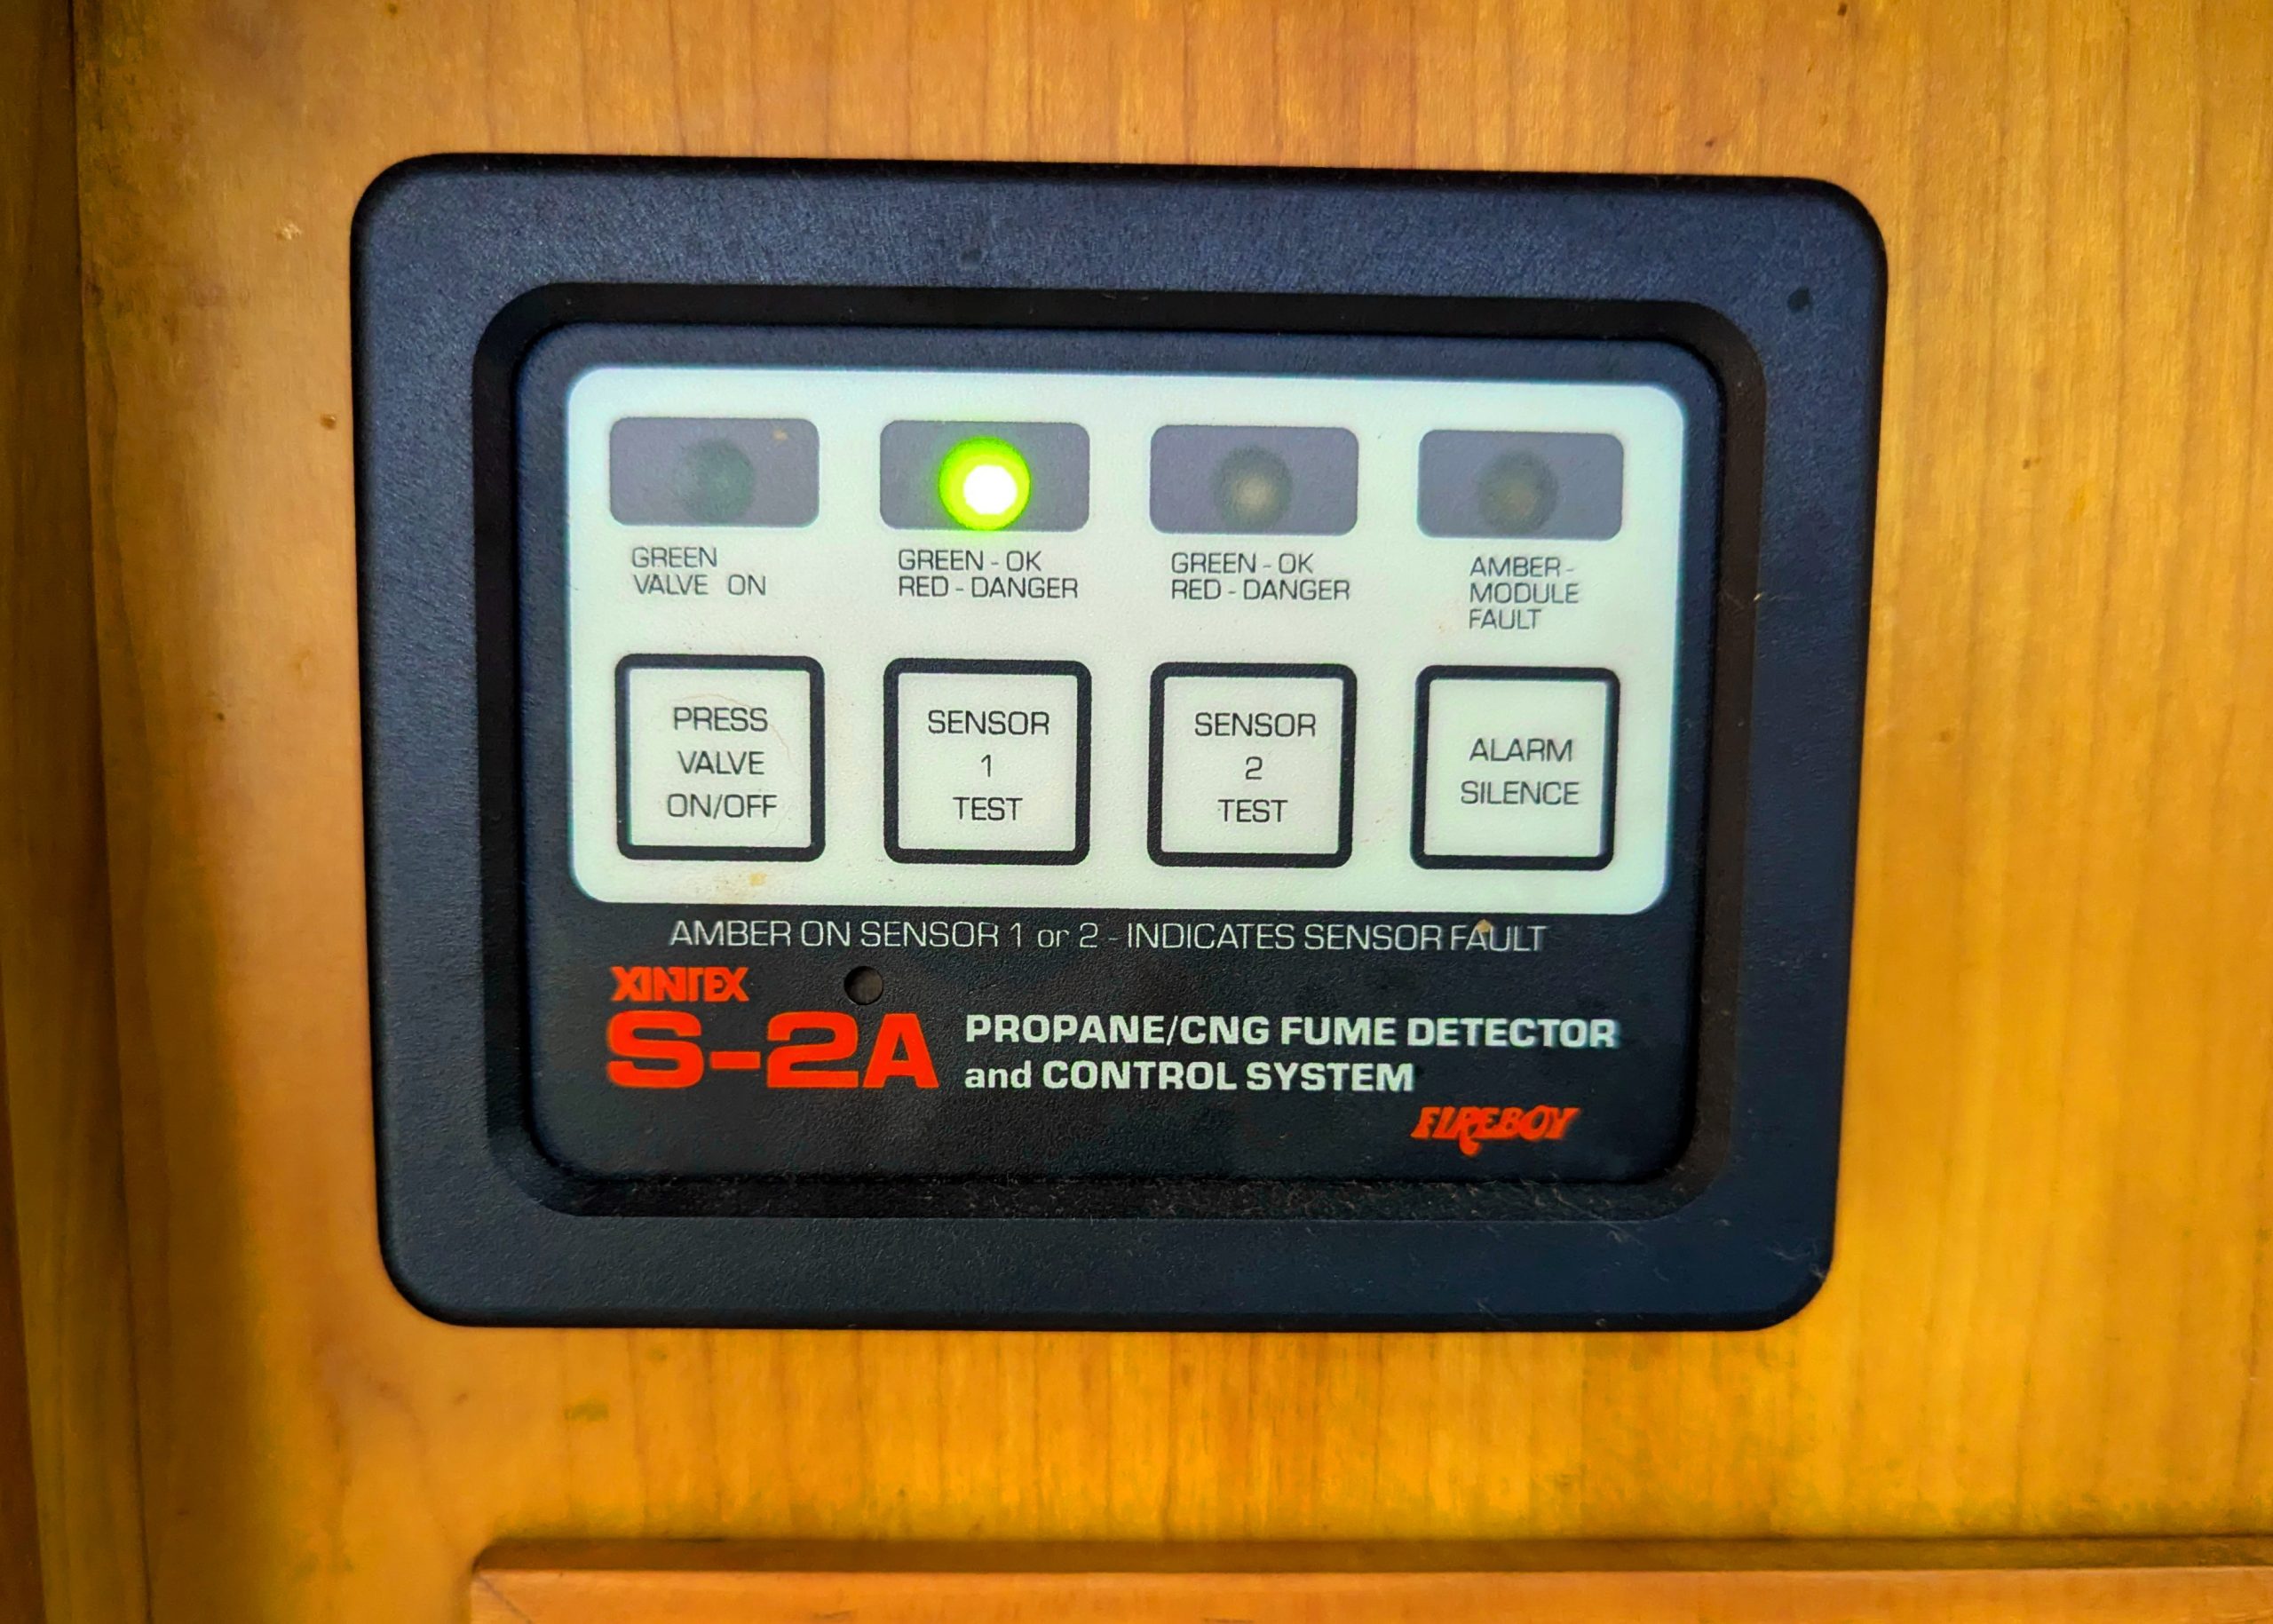 GREEN
VALVE ON
GREEN - OK
RED - DANGER
GREEN - OK
RED - DANGER
AMBER -
MODULE
FAULT
PRESS
VALVE
ON/OFF
SENSOR
1
TEST
SENSOR
2
TEST
ALARM
SILENCE
AMBER ON SENSOR 1 or 2 - INDICATES SENSOR FAULT
XINTEX
S-2A
PROPANE/CNG FUME DETECTOR
and CONTROL SYSTEM
FIREBOY